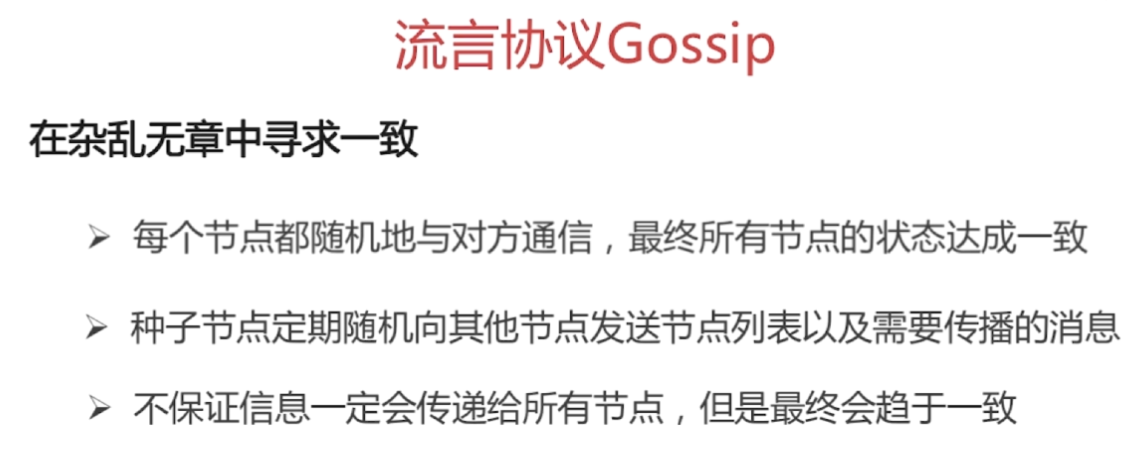 流言协议Gossip
在杂乱无章中寻求一致
每个节点都随机地与对方通信，最终所有节点的状态达成一致
种子节点定期随机向其他节点发送节点列表以及需要传播的消息
不保证信息一定会传递给所有节点，但是最终会趋于一致